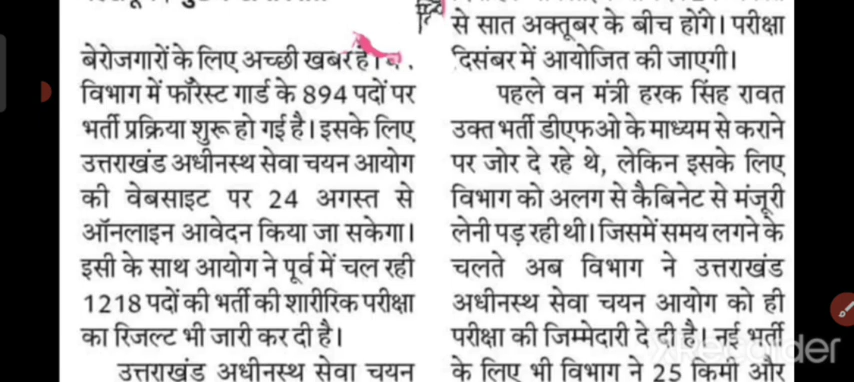 बेरोजगारों के लिए अच्छी खबर है।
विभाग में फॉरेस्ट गार्ड के 894 पदों पर
भर्ती प्रक्रिया शुरू हो गई है। इसके लिए
उत्तराखंड अधीनस्थ सेवा चयन आयोग
की वेबसाइट पर 24 अगस्त से
ऑनलाइन आवेदन किया जा सकेगा।
इसी के साथ आयोग ने पूर्व में चल रही
1218 पदों की भर्ती की शारीरिक परीक्षा
का रिजल्ट भी जारी कर दी है।
उत्तराखंड अधीनस्थ सेवा चयन
से सात अक्तूबर के बीच होंगे। परीक्षा
दिसंबर में आयोजित की जाएगी।
पहले वन मंत्री हरक सिंह रावत
उक्त भर्ती डीएफओ के माध्यम से कराने
पर जोर दे रहे थे, लेकिन इसके लिए
विभाग को अलग से कैबिनेट से मंजूरी
लेनी पड़ रही थी। जिसमें समय लगने के
चलते अब विभाग ने उत्तराखंड
अधीनस्थ सेवा चयन आयोग को ही
परीक्षा की जिम्मेदारी दे दी है। नई भर्ती
के लिए भी विभाग ने 25 किमी और
XRecorder